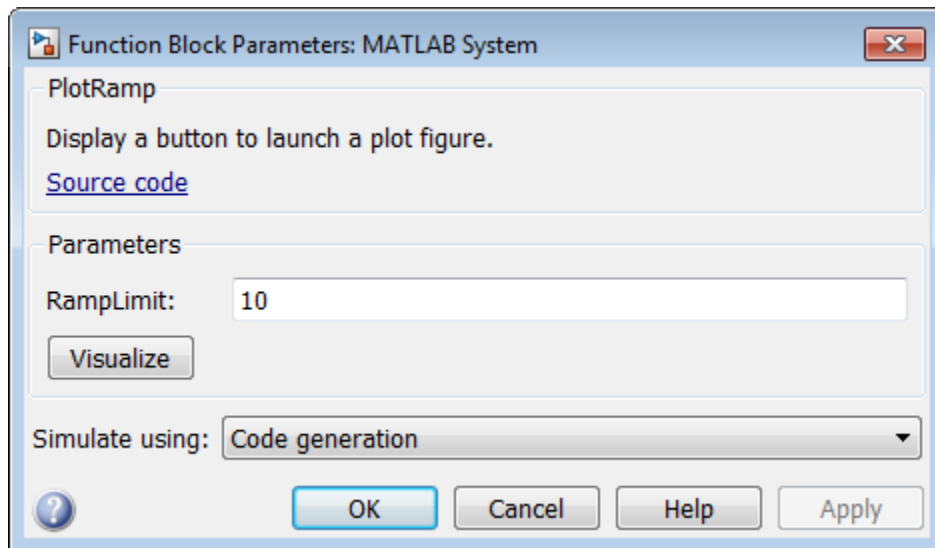 Function Block Parameters: MATLAB System
PlotRamp
Display a button to launch a plot figure.
Source code
Parameters
RampLimit: 10
Visualize
Simulate using: Code generation
? OK Cancel Help Apply